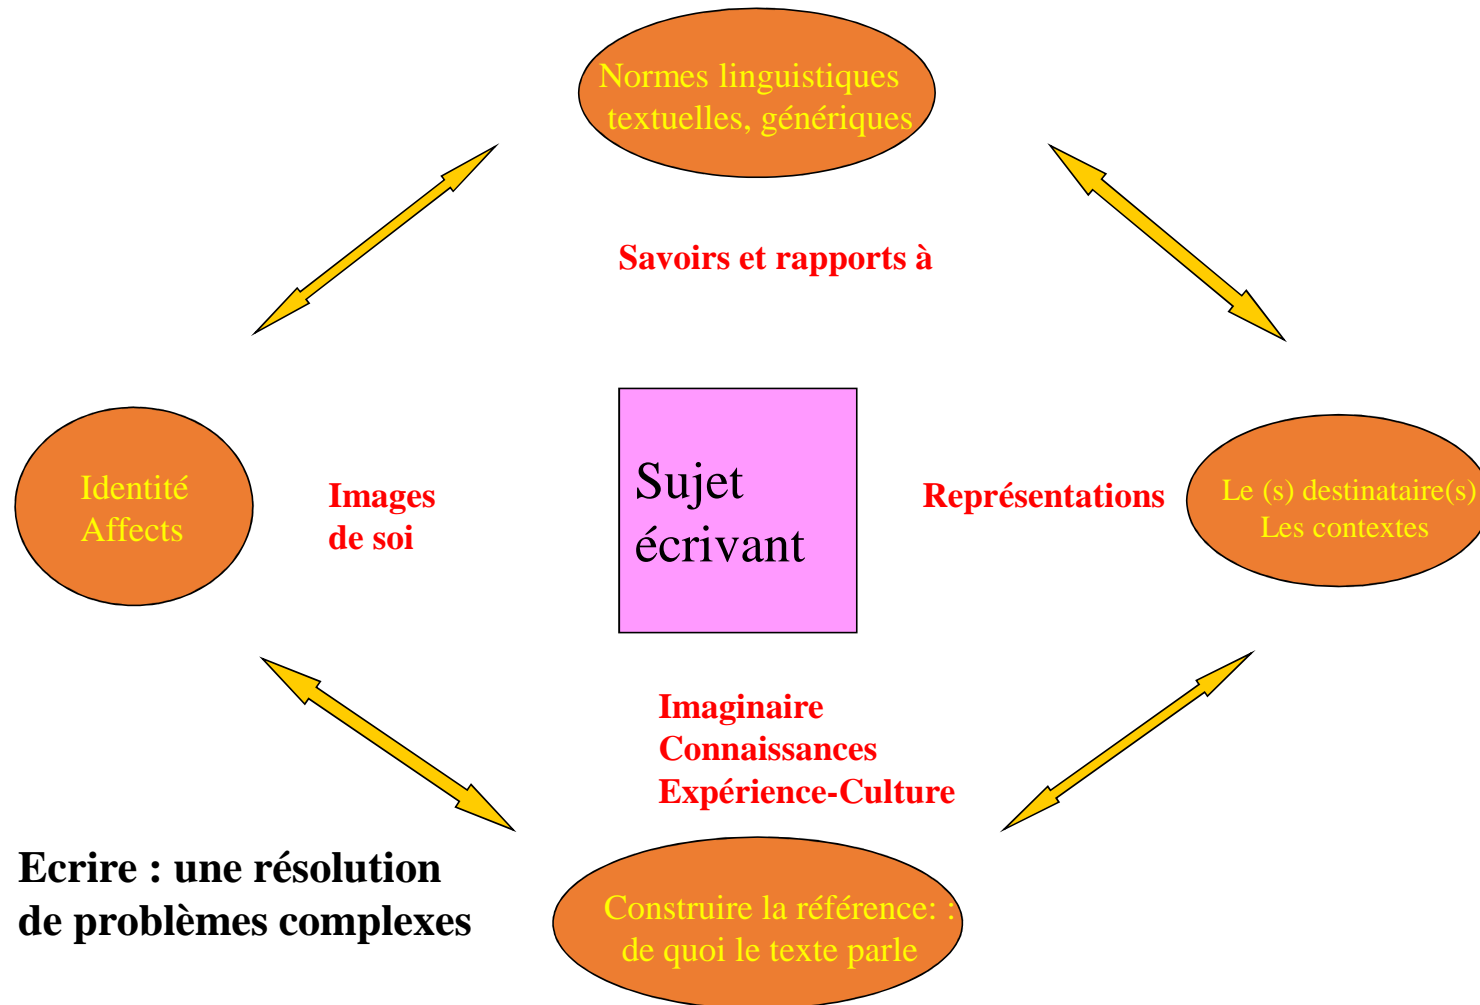 Normes linguistiques
textuelles, génériques
Savoirs et rapports à
Identité
Affects
Images
de soi
Sujet
écrivant
Représentations
Le (s) destinataire(s)
Les contextes
Imaginaire
Connaissances
Expérience-Culture
Ecrire : une résolution
de problèmes complexes
Construire la référence: :
de quoi le texte parle